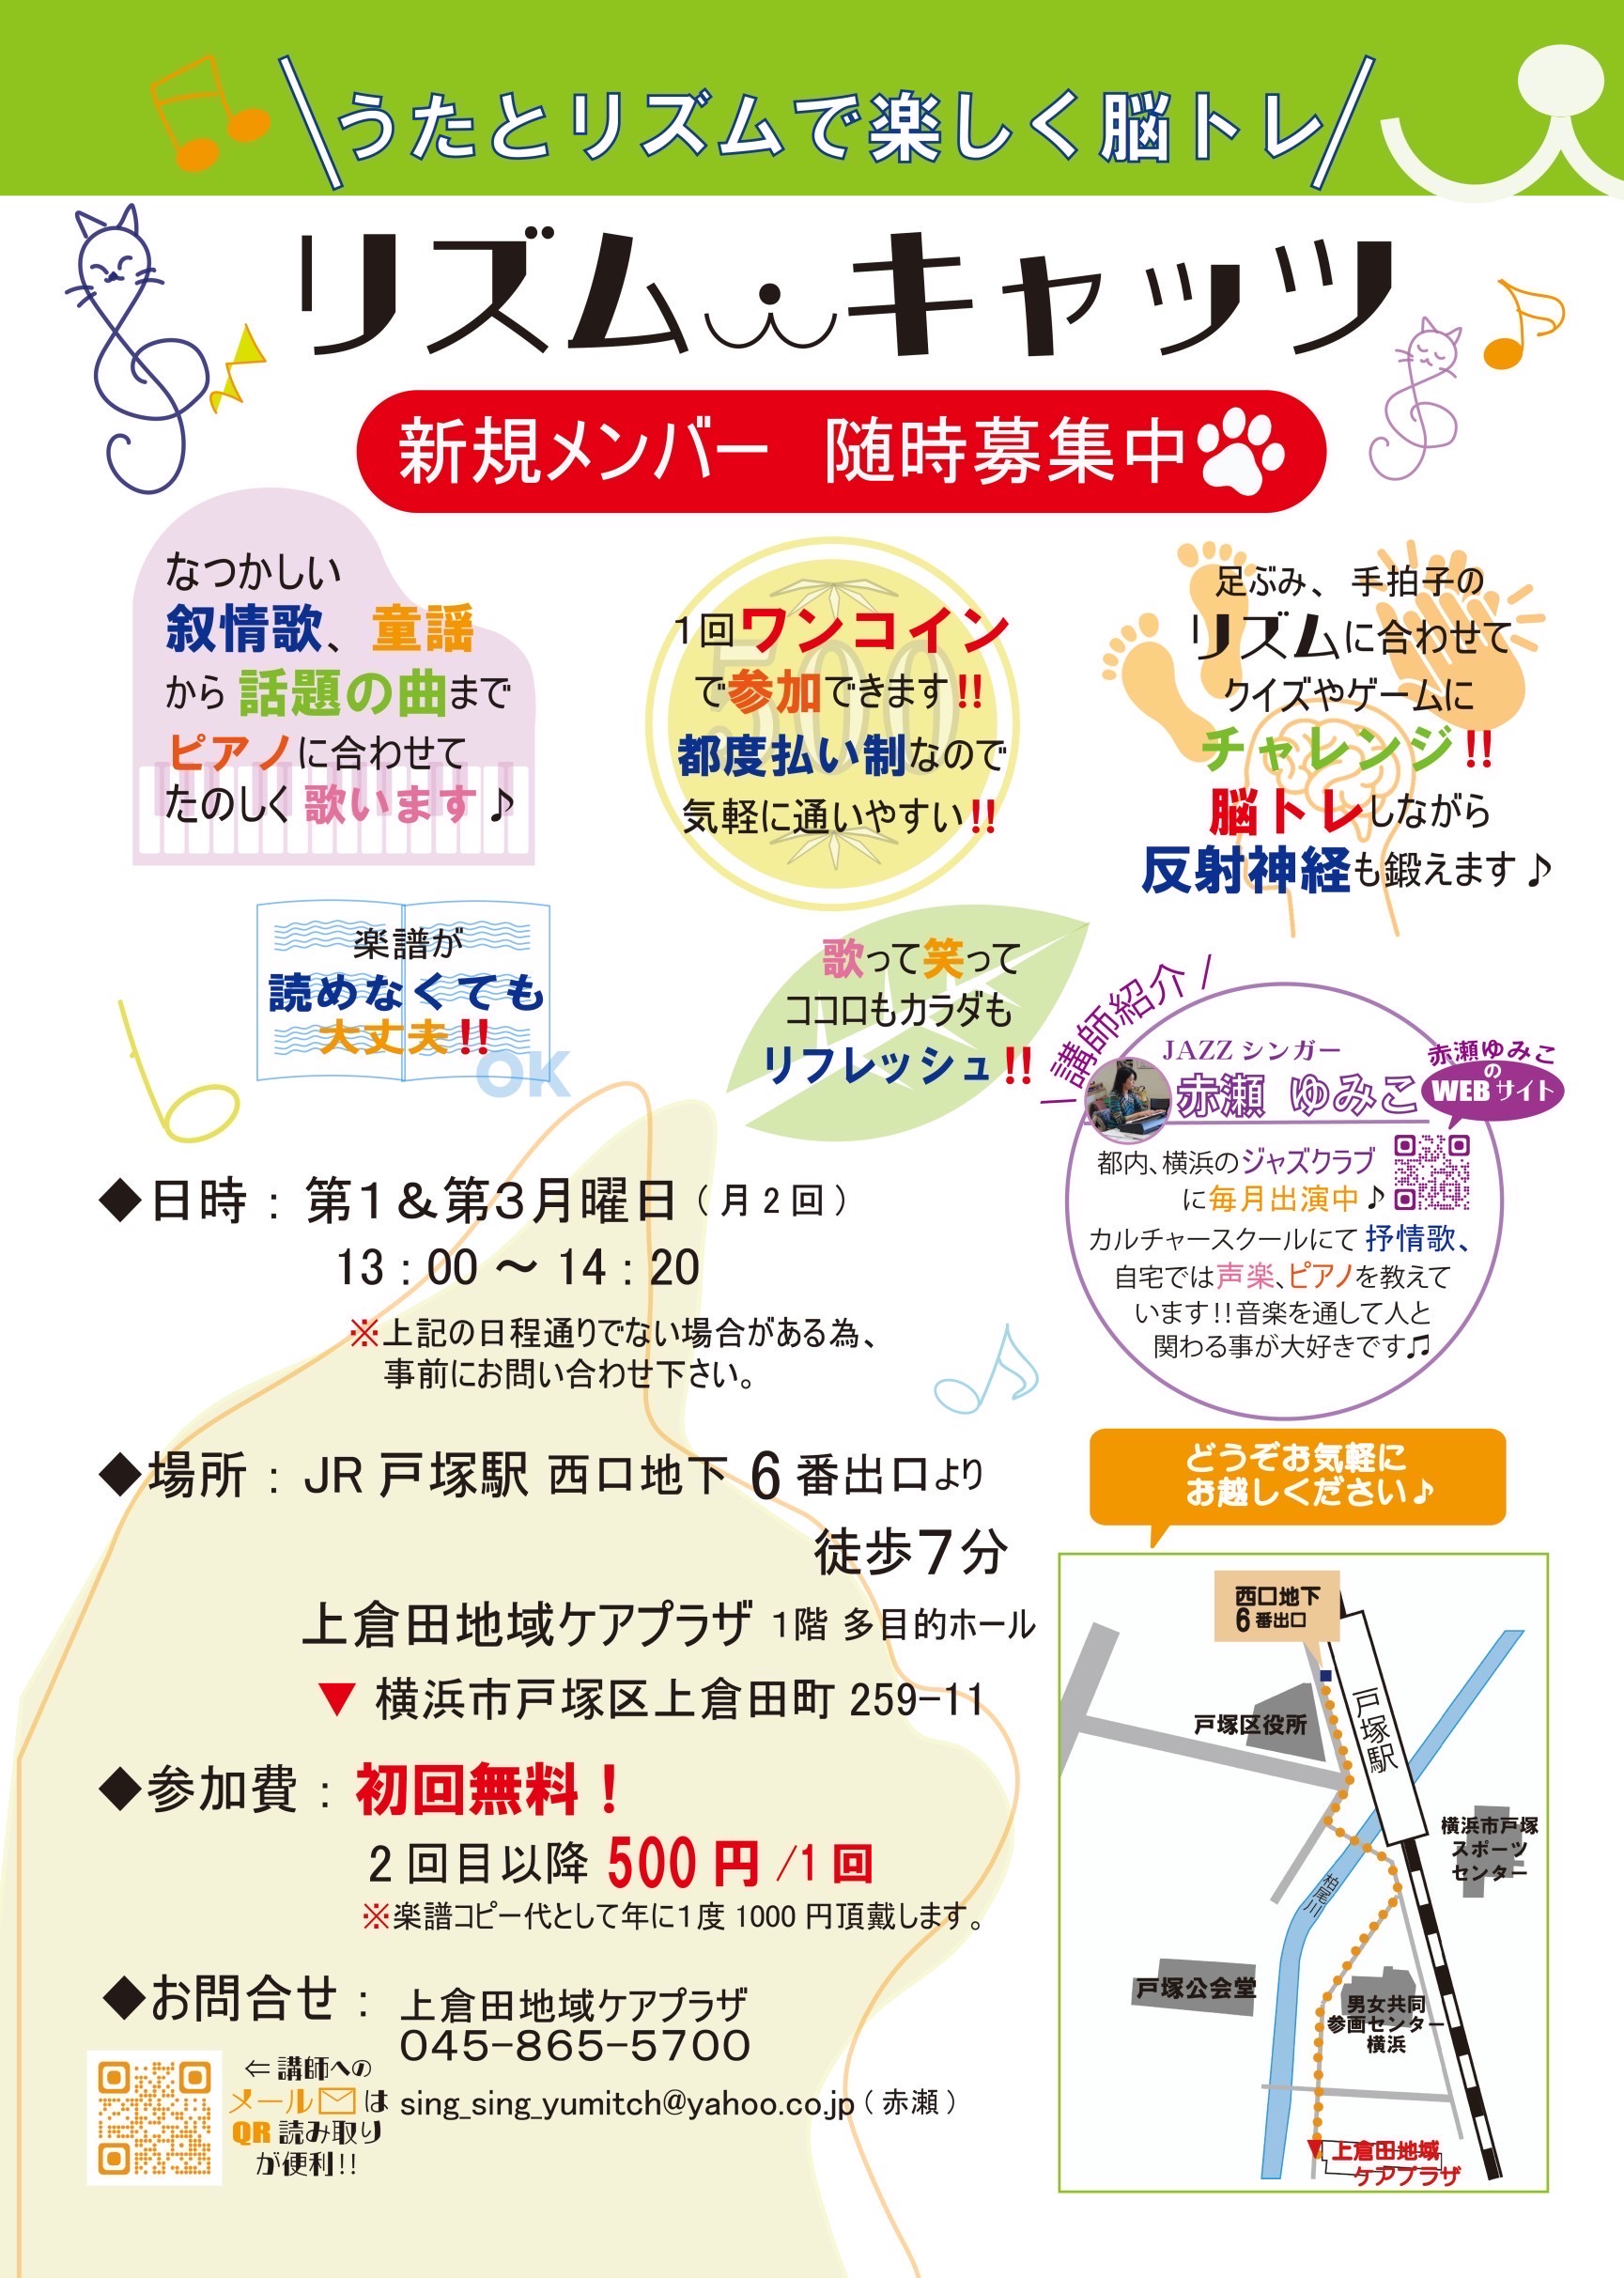 うたとリズムで楽しく脳トレ
リズムキャッツ
新規メンバー 随時募集中
なつかしい
叙情歌、童謡
から話題の曲まで
ピアノに合わせて
たのしく歌います♪
500
1回ワンコイン
で参加できます!!
都度払い制なので
気軽に通いやすい!!
足ぶみ、手拍子の
リズムに合わせて
クイズやゲームに
チャレンジ!!
脳トレしながら
反射神経も鍛えます♪
楽譜が
読めなくても
大丈夫!!
OK
歌って笑って
ココロもカラダも
リフレッシュ!!
講師紹介
JAZZ シンガー
赤瀬 ゆみこ
赤瀬ゆみこ
の
WEBサイト
都内、横浜のジャズクラブ
に毎月出演中♪
カルチャースクールにて抒情歌、
自宅では声楽、ピアノを教えて
います!!音楽を通して人と
関わる事が大好きです♫
◆日時:第1&第3月曜日(月2回)
13:00 〜 14:20
※上記の日程通りでない場合がある為、
事前にお問い合わせ下さい。
◆場所:JR戸塚駅 西口地下 6 番出口より
徒歩7分
上倉田地域ケアプラザ 1階 多目的ホール
▼ 横浜市戸塚区上倉田町 259-11
◆参加費:初回無料!
2回目以降 500円/1回
※楽譜コピー代として年に1度 1000 円頂戴します。
◆お問合せ: 上倉田地域ケアプラザ
045-865-5700
⇐講師への
メール✉は
QR読み取り
が便利!!
sing_sing_yumitch@yahoo.co.jp(赤瀬)
どうぞお気軽に
お越しください♪
西口地下
6番出口
戸塚駅
戸塚区役所
横浜市戸塚
スポーツ
センター
柏尾川
戸塚公会堂
男女共同
参画センター
横浜
上倉田地域
ケアプラザ